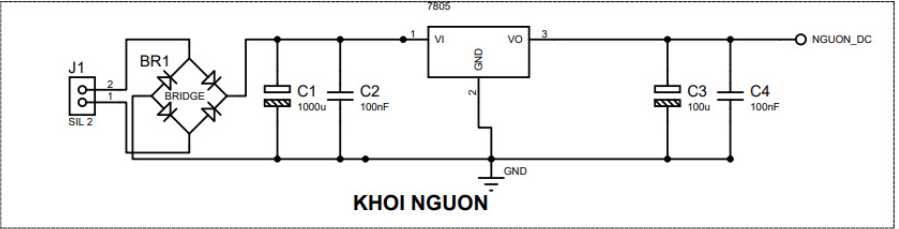 7805
J1
2
1
SIL 2
BR1
BRIDGE
C1
1000u
C2
100nF
1
VI
VO
3
GND
2
C3
100u
C4
100nF
NGUON_DC
GND
KHOI NGUON